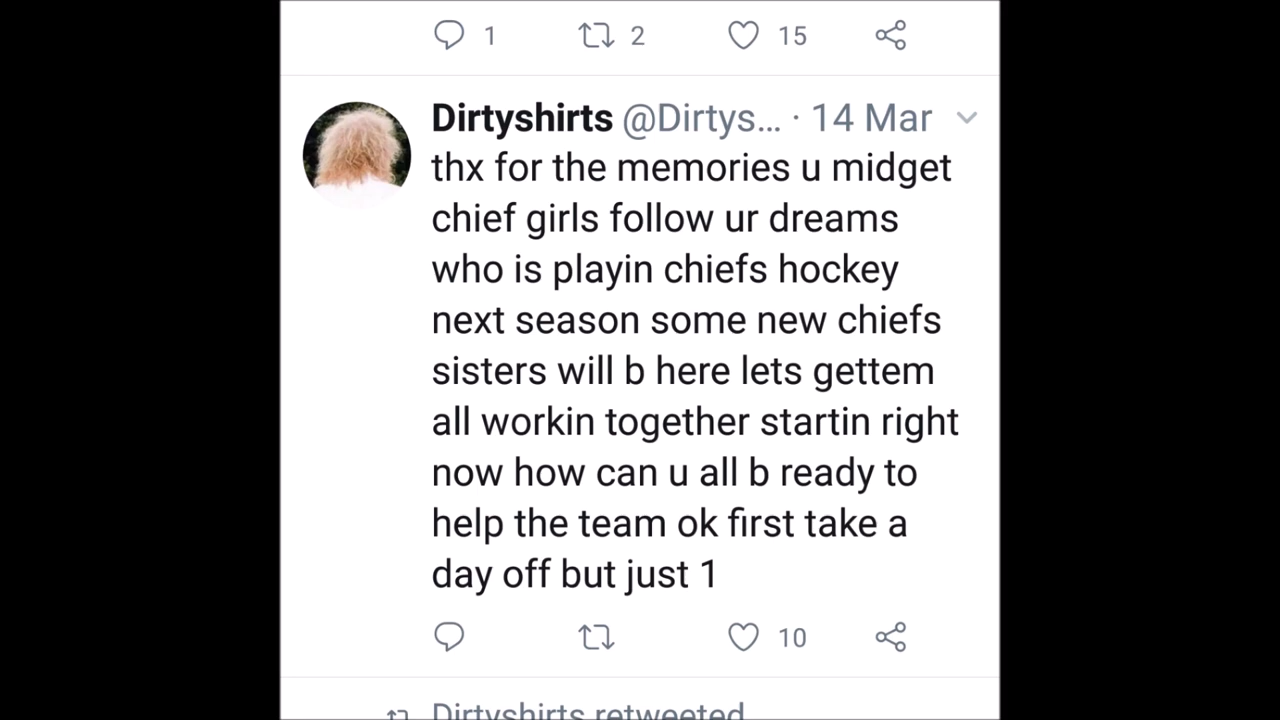 1 2 15
Dirtyshirts @Dirtys... · 14 Mar
thx for the memories u midget
chief girls follow ur dreams
who is playin chiefs hockey
next season some new chiefs
sisters will b here lets gettem
all workin together startin right
now how can u all b ready to
help the team ok first take a
day off but just 1
10
Dirtyshirts retweeted